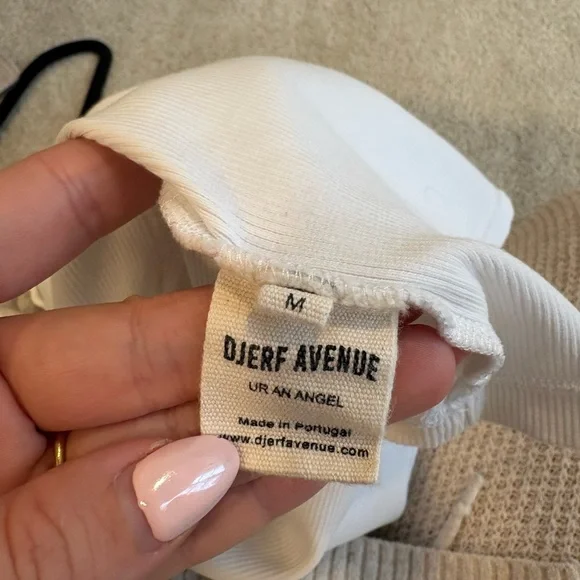 M
DJERF AVENUE
UR AN ANGEL
Made in Portugal
www.djerfavenue.com